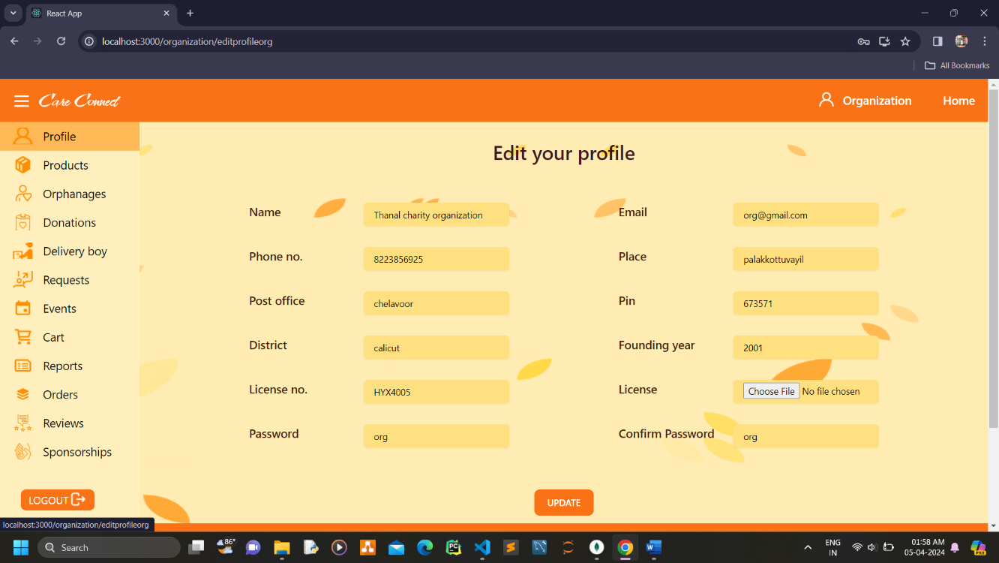 React App
localhost:3000/organization/editprofileorg
All Bookmarks
Care Connect
Organization
Home
Profile
Products
Orphanages
Donations
Delivery boy
Requests
Events
Cart
Reports
Orders
Reviews
Sponsorships
LOGOUT
Edit your profile
Name Thanal charity organization Email org@gmail.com
Phone no. 8223856925 Place palakkottuvayil
Post office chelavoor Pin 673571
District calicut Founding year 2001
License no. HYX4005 License Choose File No file chosen
Password org Confirm Password org
UPDATE
localhost:3000/organization/editprofileorg
Search
86°
PC
W
PRE
ENG
IN
01:58 AM
05-04-2024